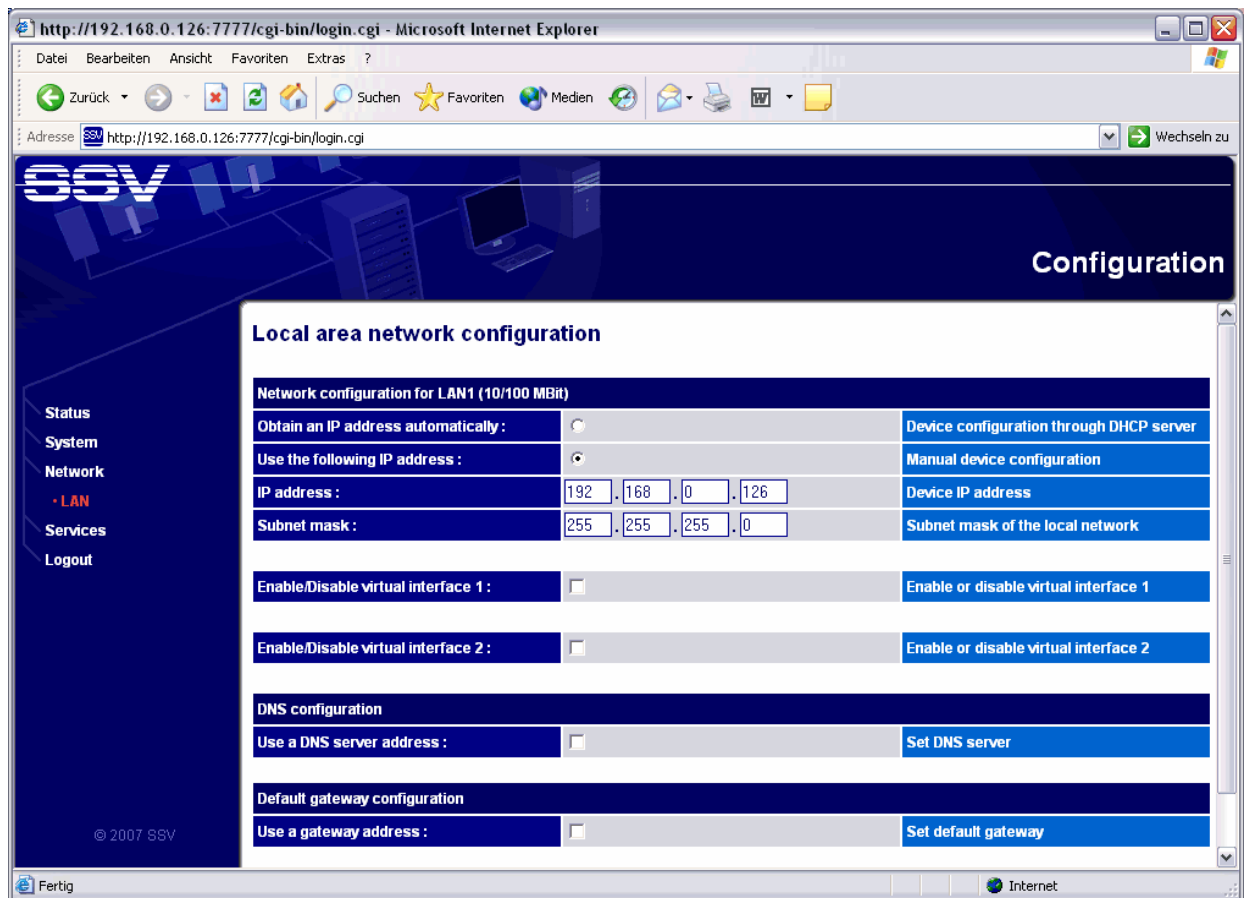 http://192.168.0.126:7777/cgi-bin/login.cgi - Microsoft Internet Explorer
Datei Bearbeiten Ansicht Favoriten Extras ?
Zurück Suchen Favoriten Medien
Adresse SSV http://192.168.0.126:7777/cgi-bin/login.cgi Wechseln zu
SSV
Configuration
Local area network configuration
Network configuration for LAN1 (10/100 MBit)
Obtain an IP address automatically : Device configuration through DHCP server
Use the following IP address : Manual device configuration
IP address : 192 . 168 . 0 . 126 Device IP address
Subnet mask : 255 . 255 . 255 . 0 Subnet mask of the local network
Enable/Disable virtual interface 1 : Enable or disable virtual interface 1
Enable/Disable virtual interface 2 : Enable or disable virtual interface 2
DNS configuration
Use a DNS server address : Set DNS server
Default gateway configuration
Use a gateway address : Set default gateway
Status
System
Network
• LAN
Services
Logout
© 2007 SSV
Fertig Internet